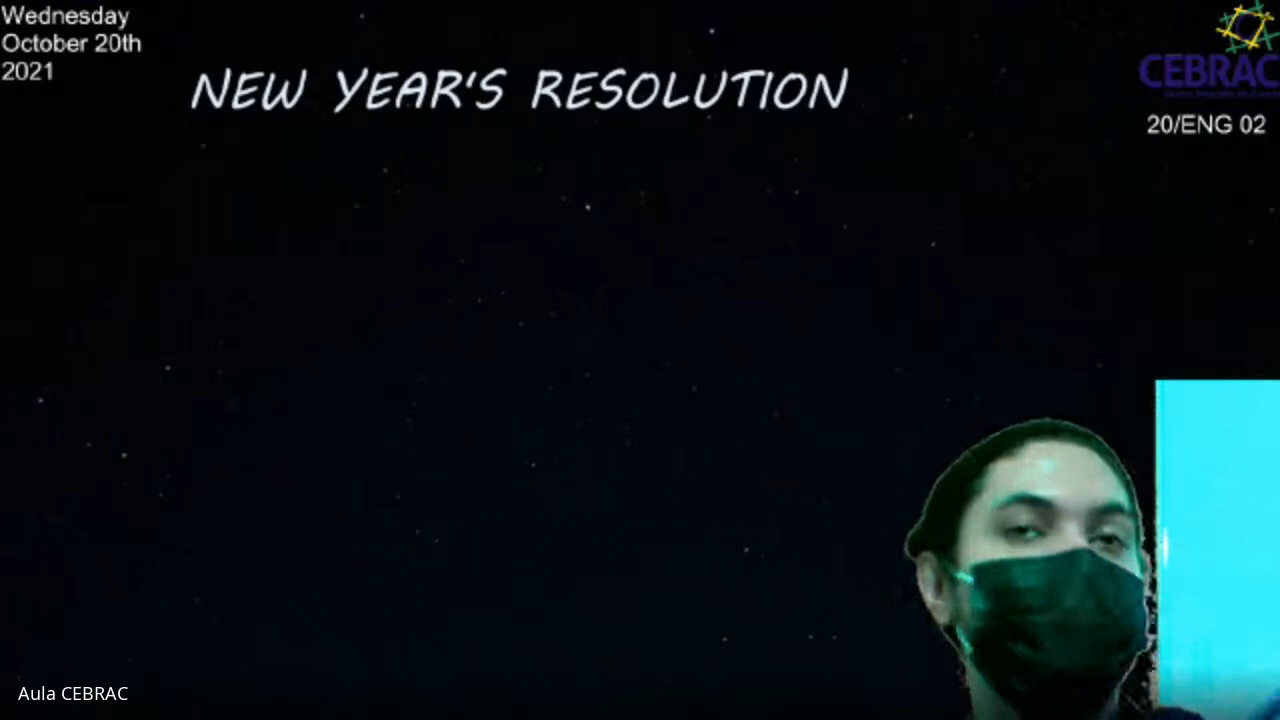 Wednesday
October 20th
2021
NEW YEAR'S RESOLUTION
CEBRAC
20/ENG 02
Aula CEBRAC